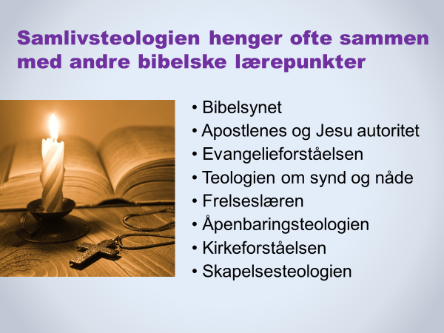 Samlivsteologien henger ofte sammen
med andre bibelske lærepunkter
• Bibelsynet
• Apostlenes og Jesu autoritet
• Evangelieforståelsen
• Teologien om synd og nåde
• Frelseslæren
• Åpenbaringsteologien
• Kirkeforståelsen
• Skapelsesteologien